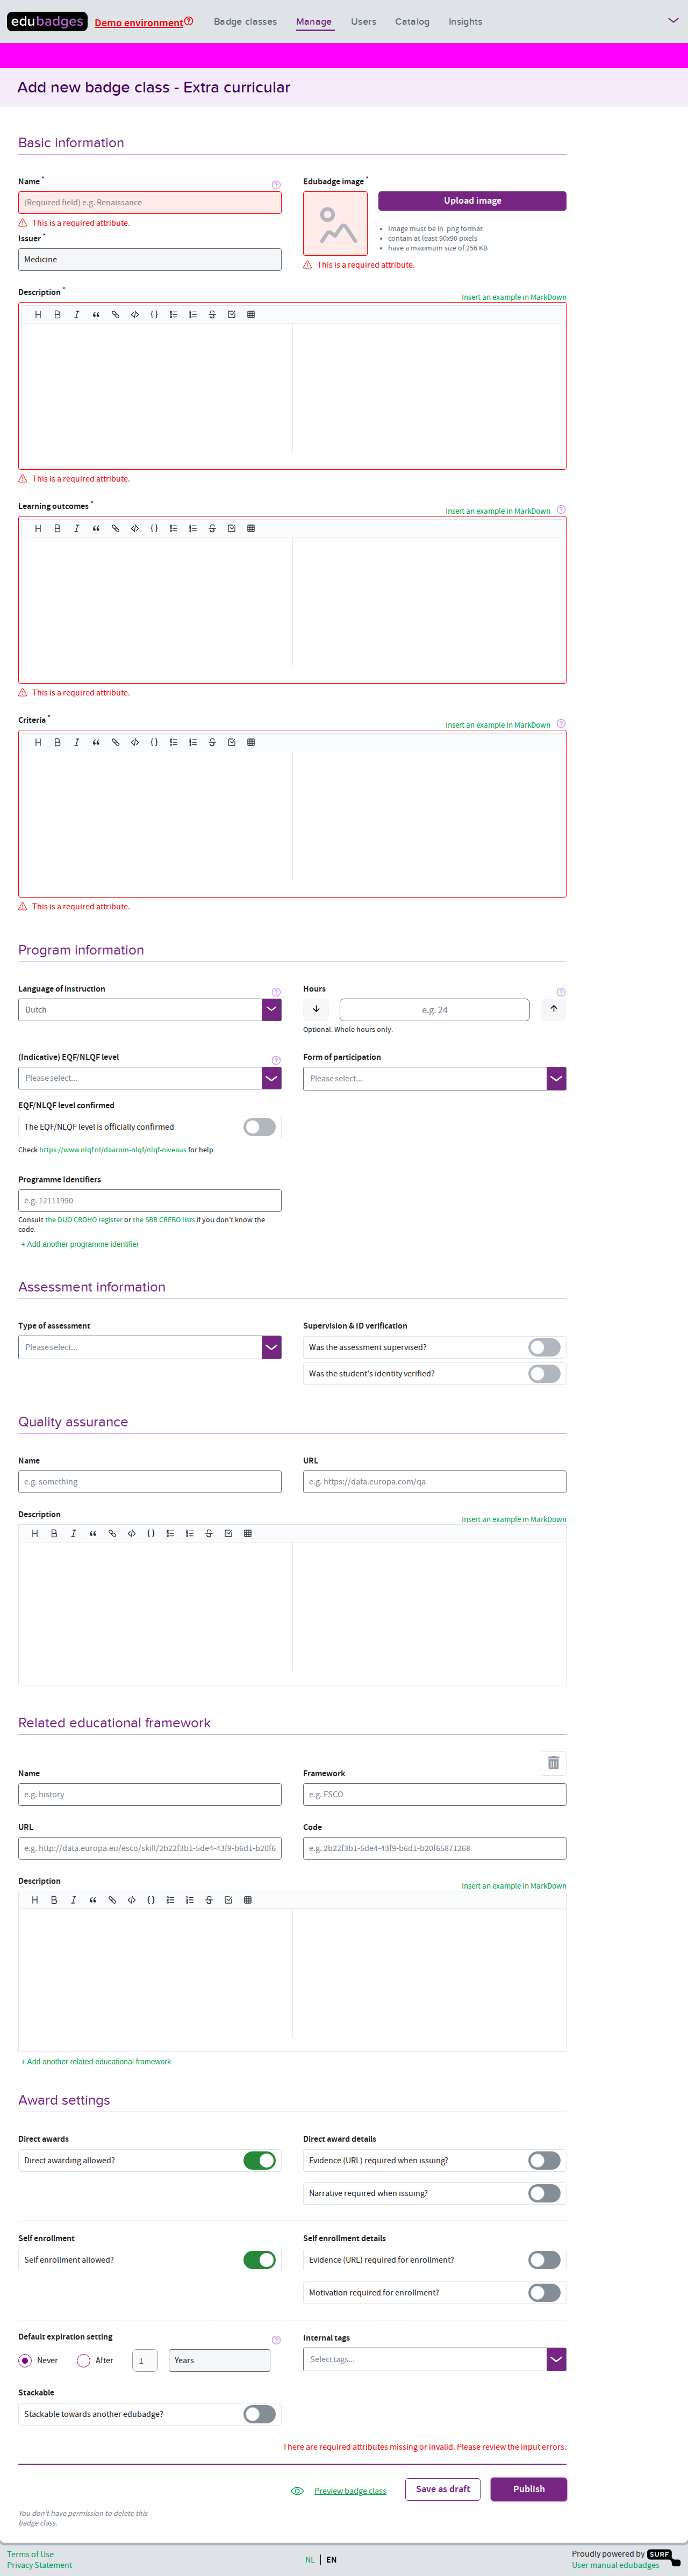 edubadges Demo environment Badge classes Manage Users Catalog Insights
Add new badge class - Extra curricular
Basic information
Name *
(Required field) e.g. Renaissance
This is a required attribute.
Issuer *
Medicine
Edubadge image *
Upload image
Image must be in .png format
contain at least 90x90 pixels
have a maximum size of 256 KB
This is a required attribute.
Description * Insert an example in MarkDown
This is a required attribute.
Learning outcomes * Insert an example in MarkDown
This is a required attribute.
Criteria * Insert an example in MarkDown
This is a required attribute.
Program information
Language of instruction
Dutch
Hours
e.g. 24
Optional. Whole hours only.
(Indicative) EQF/NLQF level
Please select...
Form of participation
Please select...
EQF/NLQF level confirmed
The EQF/NLQF level is officially confirmed
Check https://www.nlqf.nl/daarom-nlqf/nlqf-niveaus for help
Programme Identifiers
e.g. 12111990
Consult the DUO CROHO register or the SBB CREBO lists if you don't know the
code.
+ Add another programme identifier
Assessment information
Type of assessment
Please select...
Supervision & ID verification
Was the assessment supervised?
Was the student's identity verified?
Quality assurance
Name
e.g. something
URL
e.g. https://data.europa.com/qa
Description Insert an example in MarkDown
Related educational framework
Name
e.g. history
Framework
e.g. ESCO
URL
e.g. http://data.europa.eu/esco/skill/2b22f3b1-5de4-43f9-b6d1-b20f6
Code
e.g. 2b22f3b1-5de4-43f9-b6d1-b20f65871268
Description Insert an example in MarkDown
+ Add another related educational framework
Award settings
Direct awards
Direct awarding allowed?
Direct award details
Evidence (URL) required when issuing?
Narrative required when issuing?
Self enrollment
Self enrollment allowed?
Self enrollment details
Evidence (URL) required for enrollment?
Motivation required for enrollment?
Default expiration setting
Never After 1 Years
Internal tags
Select tags...
Stackable
Stackable towards another edubadge?
There are required attributes missing or invalid. Please review the input errors.
Preview badge class Save as draft Publish
You don't have permission to delete this
badge class.
Terms of Use
Privacy Statement
NL | EN
Proudly powered by SURF
User manual edubadges